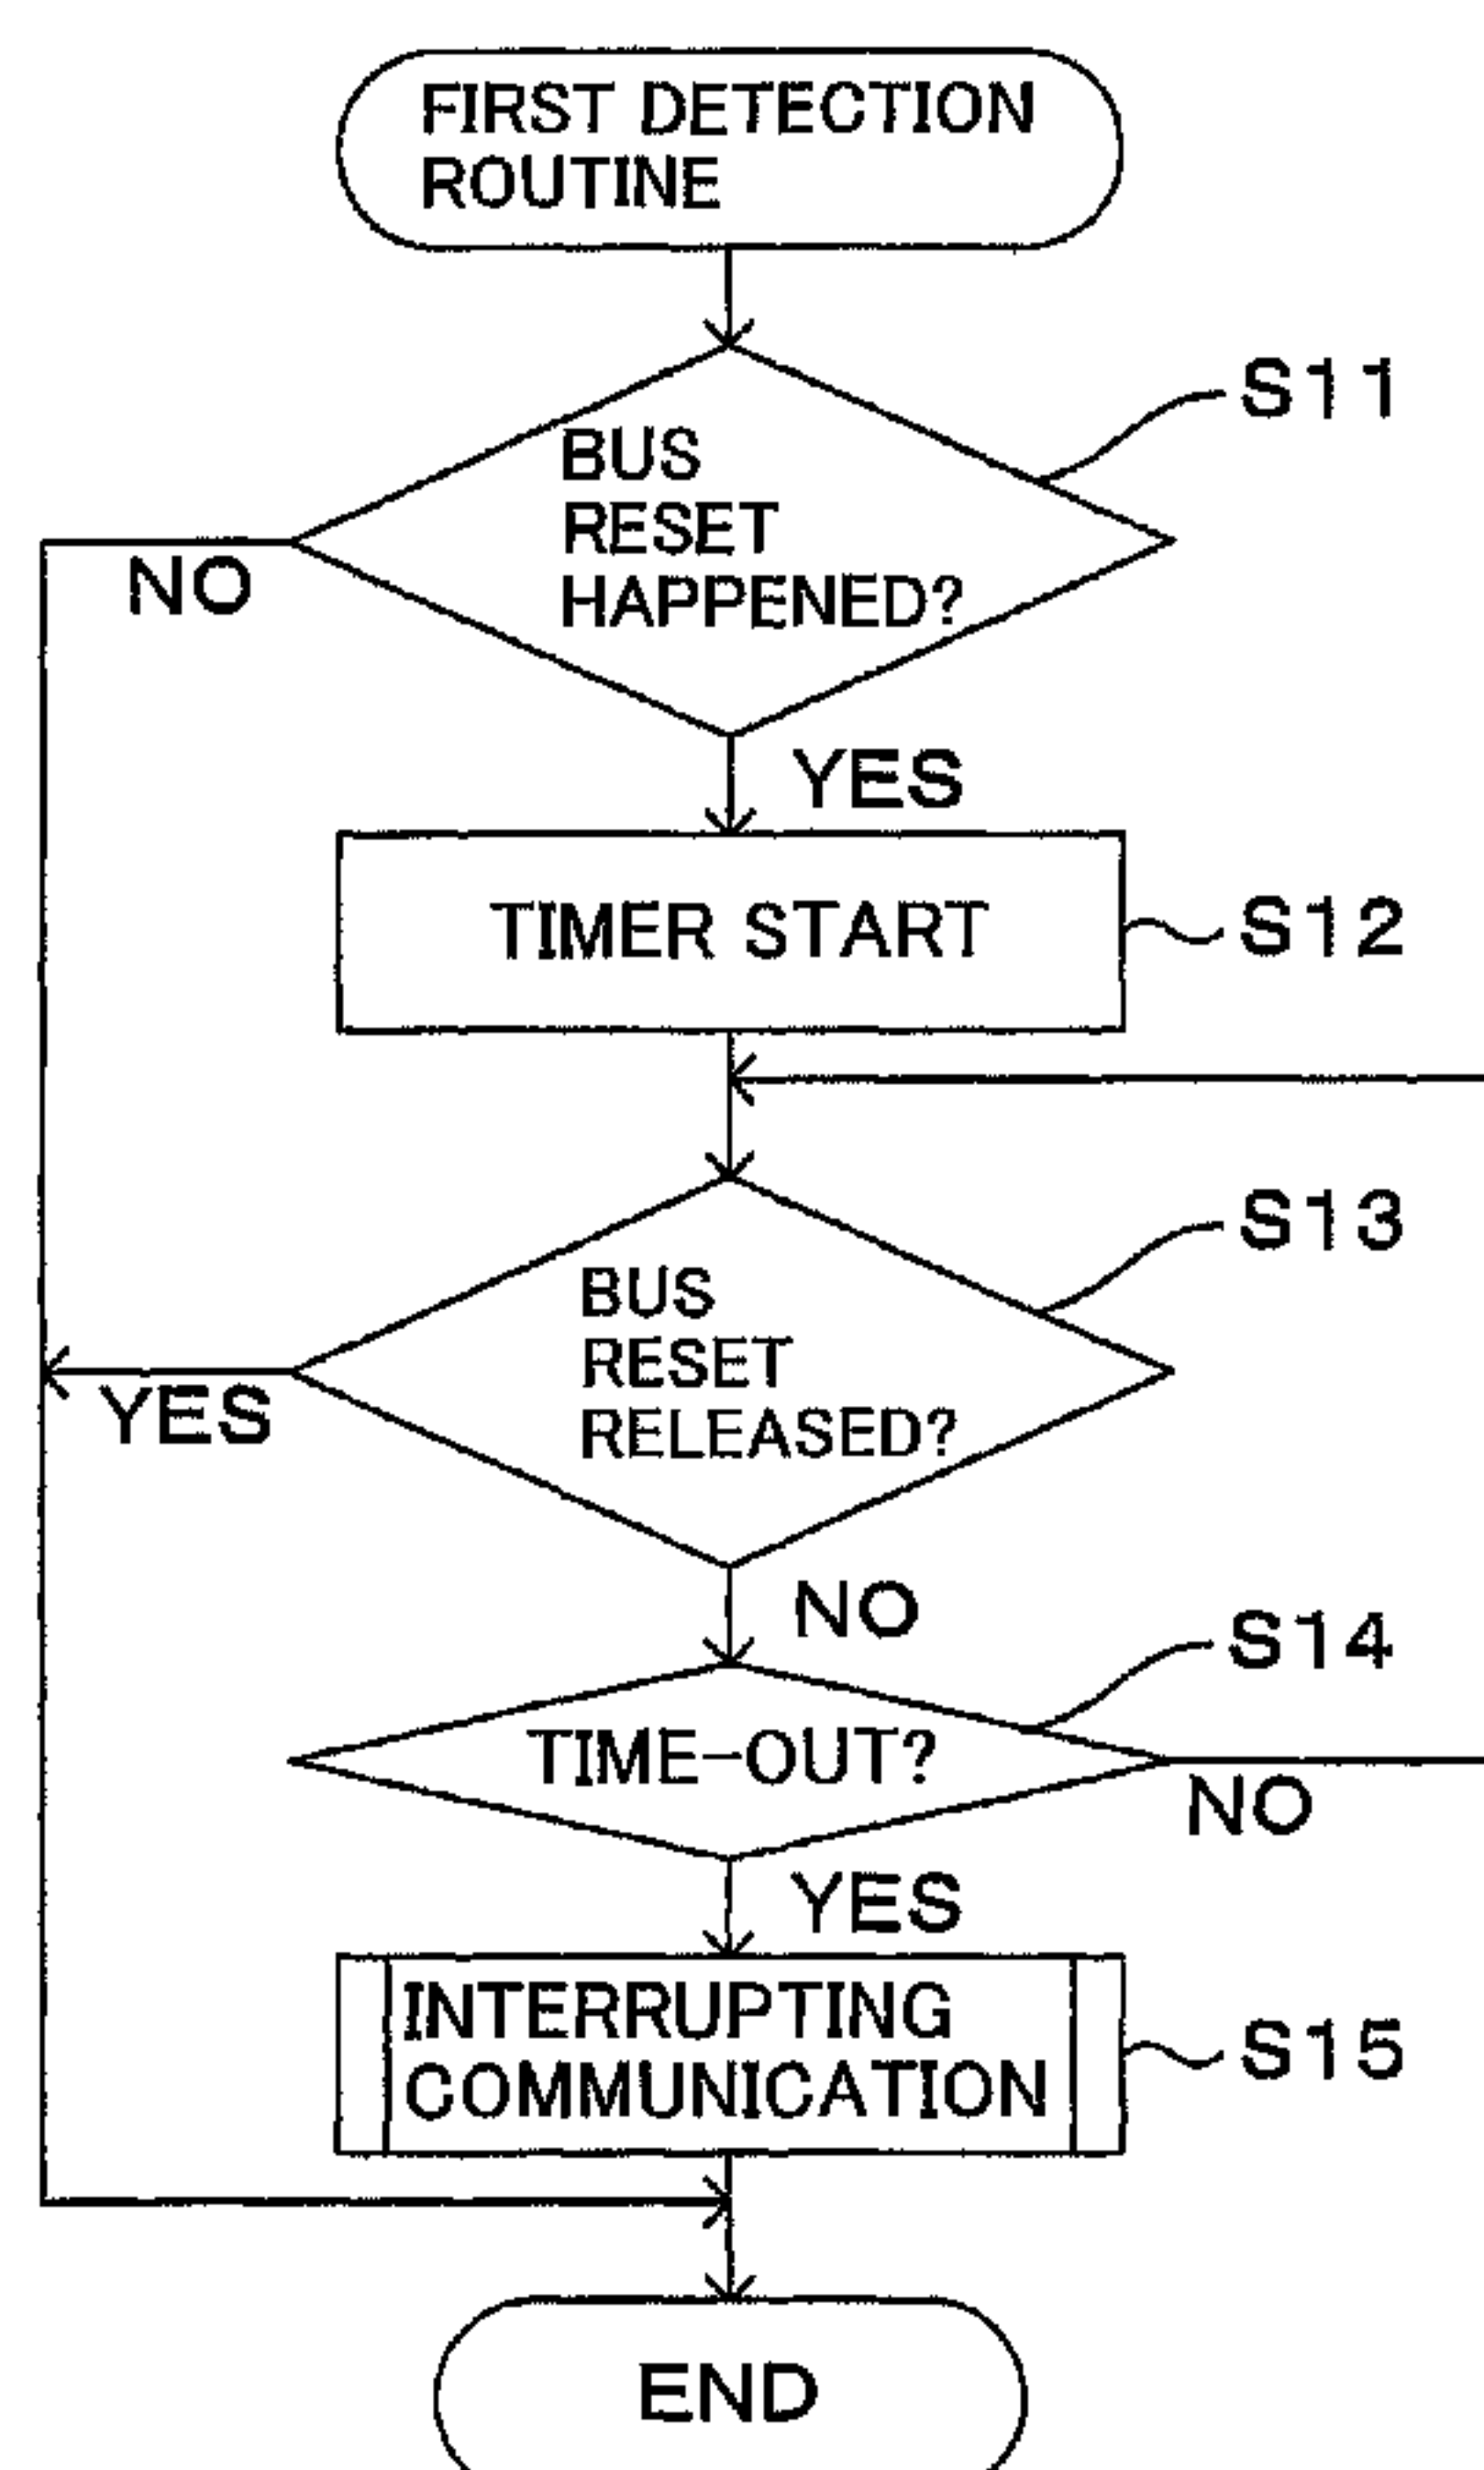 FIRST DETECTION
ROUTINE
S11
BUS
RESET
HAPPENED?
NO
YES
TIMER START
S12
S13
BUS
RESET
RELEASED?
YES
NO
S14
TIME-OUT?
NO
YES
INTERRUPTING
COMMUNICATION
S15
END